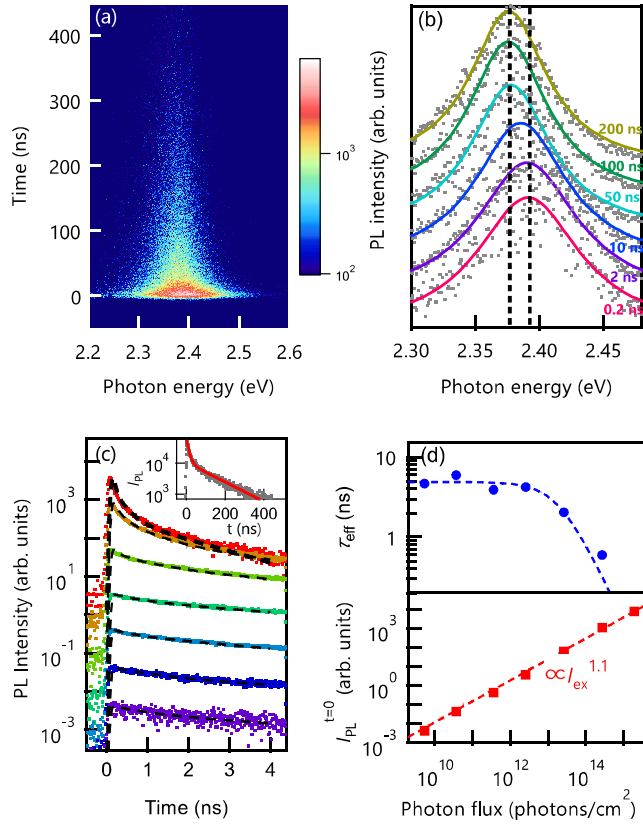 (a)
400
300
200
100
0
Time (ns)
2.2
2.3
2.4
2.5
2.6
Photon energy (eV)
10³
10²
(b)
PL intensity (arb. units)
200 ns
100 ns
50 ns
10 ns
2 ns
0.2 ns
2.30
2.35
2.40
2.45
Photon energy (eV)
(c)
PL Intensity (arb. units)
10³
10¹
10⁻¹
10⁻³
0
1
2
3
4
Time (ns)
I_PL
10⁴
10³
0
200
400
t (ns)
(d)
τ_eff (ns)
10
1
I_PL^t=0 (arb. units)
10³
10⁰
10⁻³
∝I_ex^1.1
10¹⁰
10¹²
10¹⁴
Photon flux (photons/cm²)